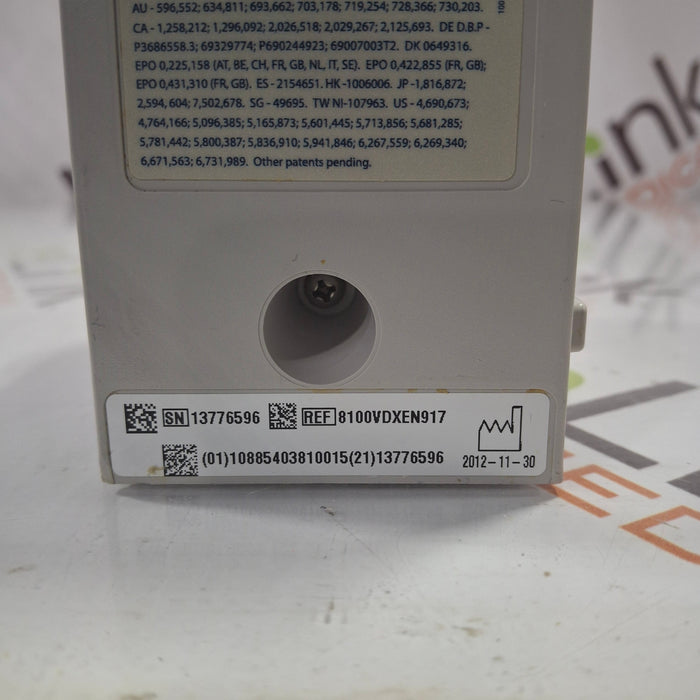 AU - 596,552; 634,811; 693,662; 703,178; 719,254; 728,366; 730,203.
CA - 1,258,212; 1,296,092; 2,026,518; 2,029,267; 2,125,693. DE D.B.P -
P3686558.3; 69329774; P690244923; 69007003T2. DK 0649316.
EPO 0,225,158 (AT, BE, CH, FR, GB, NL, IT, SE). EPO 0,422,855 (FR, GB);
EPO 0,431,310 (FR, GB). ES - 2154651. HK -1006006. JP -1,816,872;
2,594,604; 7,502,678. SG - 49695. TW NI-107963. US - 4,690,673;
4,764,166; 5,096,385; 5,165,873; 5,601,445; 5,713,856; 5,681,285;
5,781,442; 5,800,387; 5,836,910; 5,941,846; 6,267,559; 6,269,340;
6,671,563; 6,731,989. Other patents pending.
SN 13776596 REF 8100VDXEN917
(01)10885403810015(21)13776596
2012-11-30